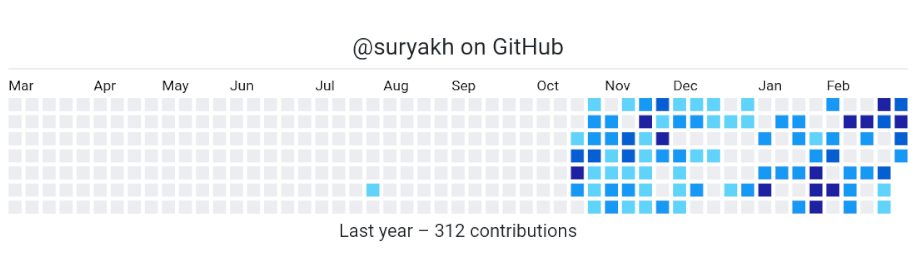 @suryakh on GitHub
Mar Apr May Jun Jul Aug Sep Oct Nov Dec Jan Feb
Last year – 312 contributions